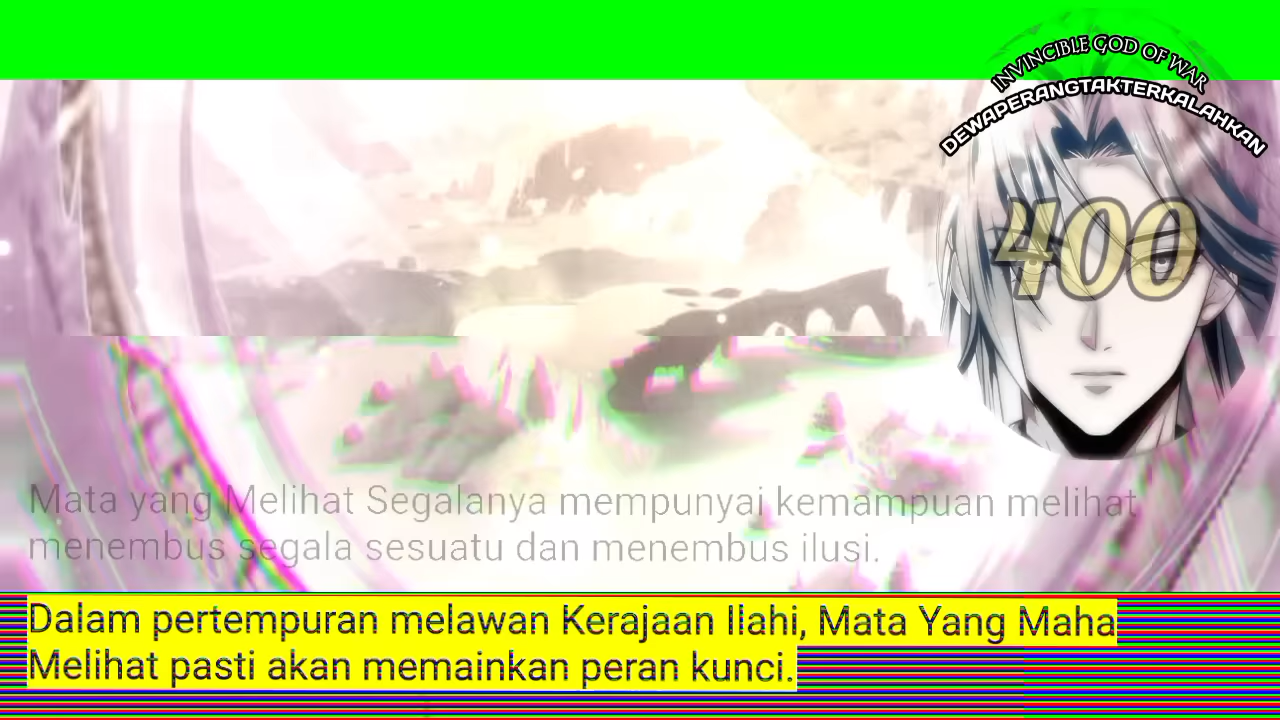 INVINCIBLE GOD OF WAR
DEWAPERANGTAKTERKALAHKAN
400
Mata yang Melihat Segalanya mempunyai kemampuan melihat
menembus segala sesuatu dan menembus ilusi.
Dalam pertempuran melawan Kerajaan Ilahi, Mata Yang Maha
Melihat pasti akan memainkan peran kunci.